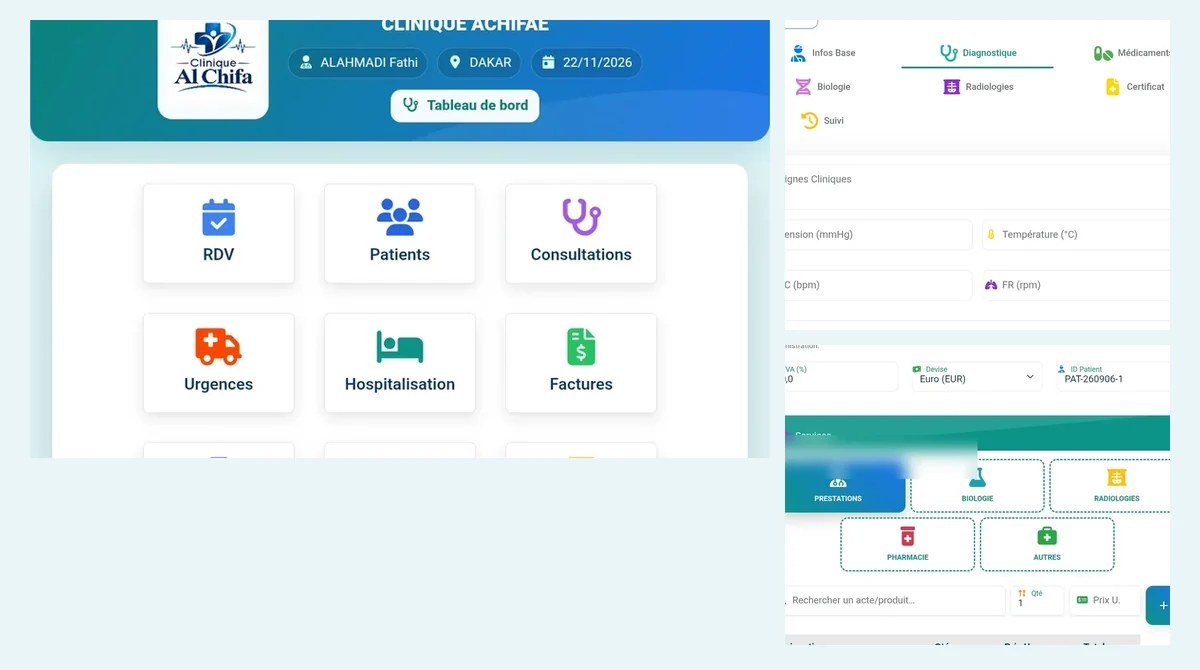 CLINIQUE ACHIFAE
Clinique
Al Chifa
ALAHMADI Fathi
DAKAR
22/11/2026
Tableau de bord
RDV
Patients
Consultations
Urgences
Hospitalisation
Factures
Infos Base
Diagnostique
Médicaments
Biologie
Radiologies
Certificat
Suivi
ignes Cliniques
ension (mmHg)
Température (°C)
C (bpm)
FR (rpm)
VA (%)
,0
Devise
Euro (EUR)
ID Patient
PAT-260906-1
PRESTATIONS
BIOLOGIE
RADIOLOGIES
PHARMACIE
AUTRES
Rechercher un acte/produit...
Qté
1
Prix U.
+